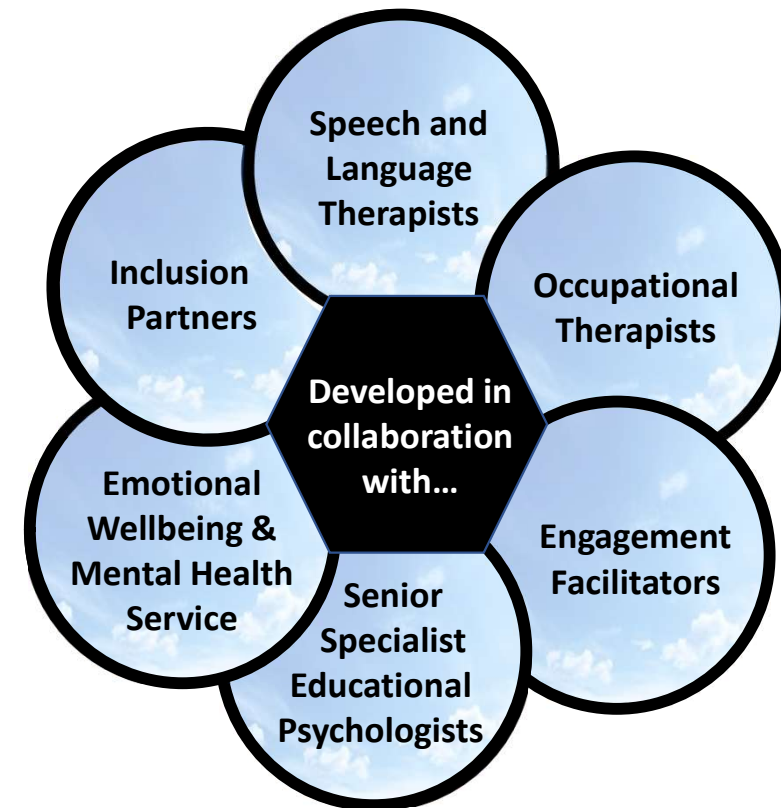 Speech and
Language
Therapists
Occupational
Therapists
Engagement
Facilitators
Senior
Specialist
Educational
Psychologists
Emotional
Wellbeing &
Mental Health
Service
Inclusion
Partners
Developed in
collaboration
with…